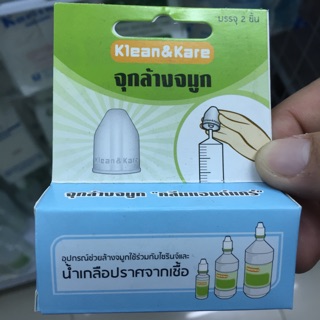 Klean&Kare
บรรจุ 2 ชิ้น
จุกล้างจมูก
Klean&Kare
จุกล้างจมูก "คลีนแอนด์แคร์"
อุปกรณ์ช่วยล้างจมูกใช้ร่วมกับไซริงจ์และ
น้ำเกลือปราศจากเชื้อ